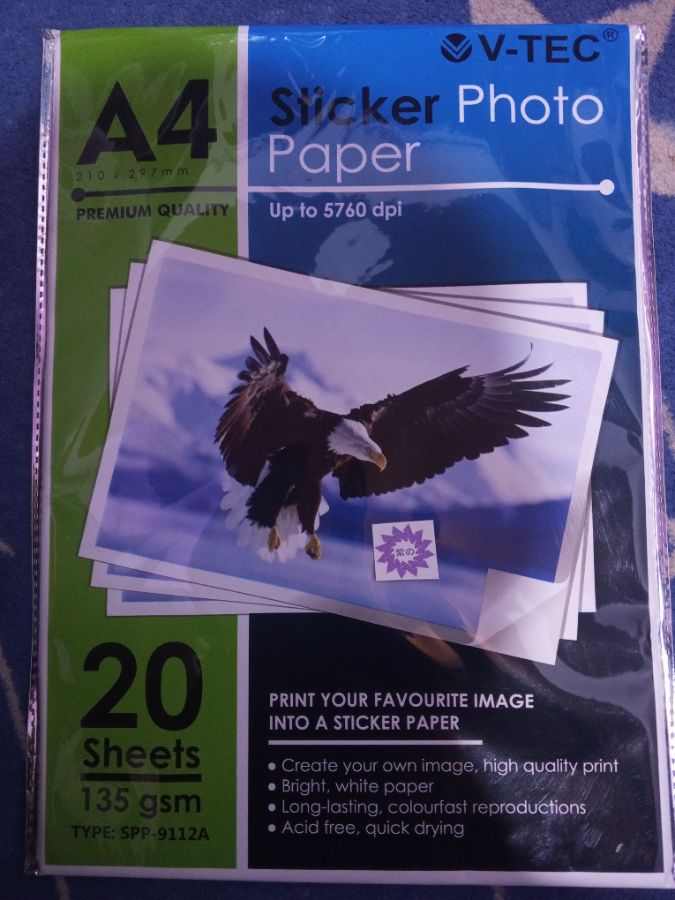 V-TEC®
A4
210 x 297mm
PREMIUM QUALITY
Sticker Photo
Paper
Up to 5760 dpi
紫の
20
Sheets
135 gsm
TYPE: SPP-9112A
PRINT YOUR FAVOURITE IMAGE
INTO A STICKER PAPER
● Create your own image, high quality print
● Bright, white paper
● Long-lasting, colourfast reproductions
● Acid free, quick drying